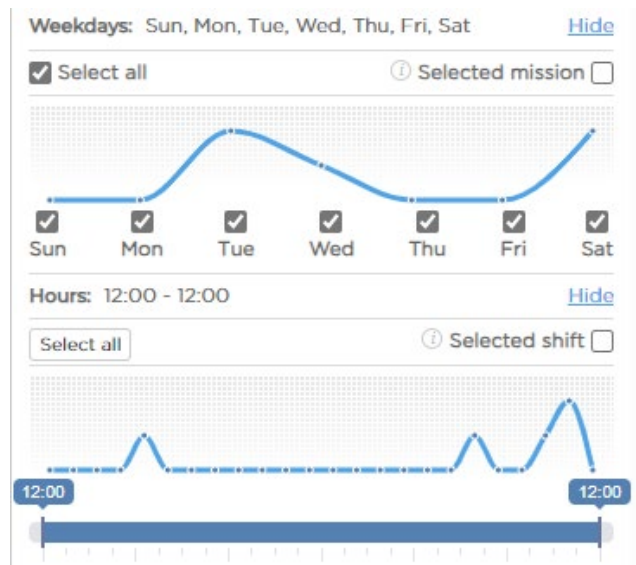 Weekdays: Sun, Mon, Tue, Wed, Thu, Fri, Sat Hide
Select all Selected mission
Sun Mon Tue Wed Thu Fri Sat
Hours: 12:00 - 12:00 Hide
Select all Selected shift
12:00 12:00